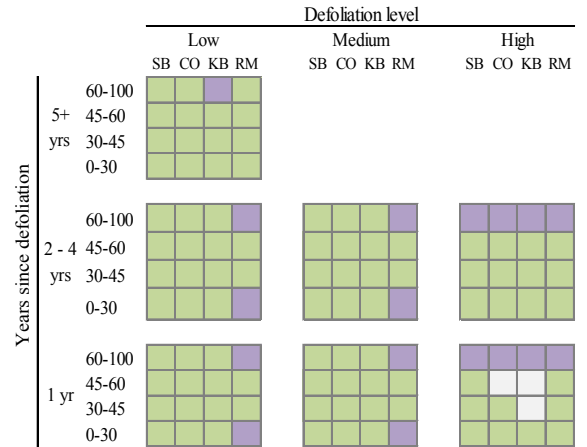 Defoliation level
Low Medium High
SB CO KB RM SB CO KB RM SB CO KB RM
Years since defoliation
5+ yrs
60-100
45-60
30-45
0-30
2 - 4 yrs
60-100
45-60
30-45
0-30
1 yr
60-100
45-60
30-45
0-30